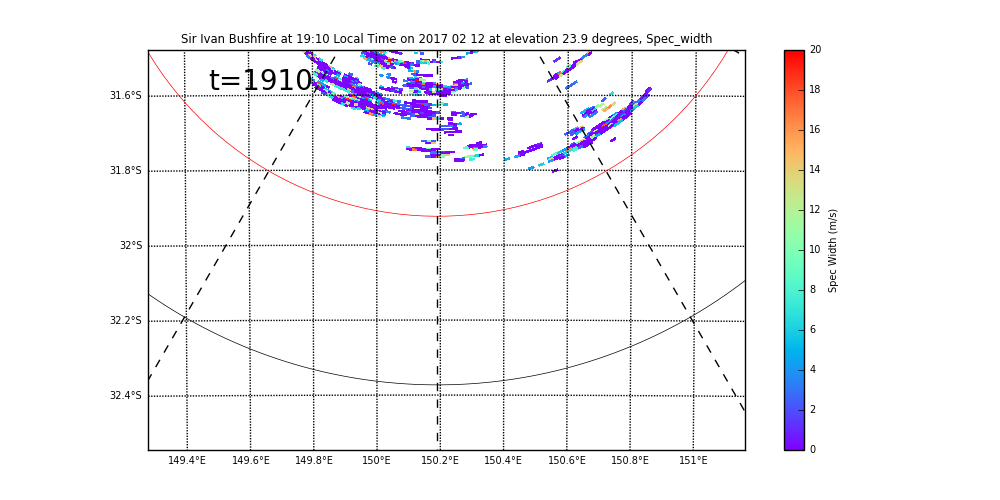 Sir Ivan Bushfire at 19:10 Local Time on 2017 02 12 at elevation 23.9 degrees, Spec_width
t=1910
31.6°S
31.8°S
32°S
32.2°S
32.4°S
149.4°E 149.6°E 149.8°E 150°E 150.2°E 150.4°E 150.6°E 150.8°E 151°E
20
18
16
14
12
10
8
6
4
2
0
Spec Width (m/s)